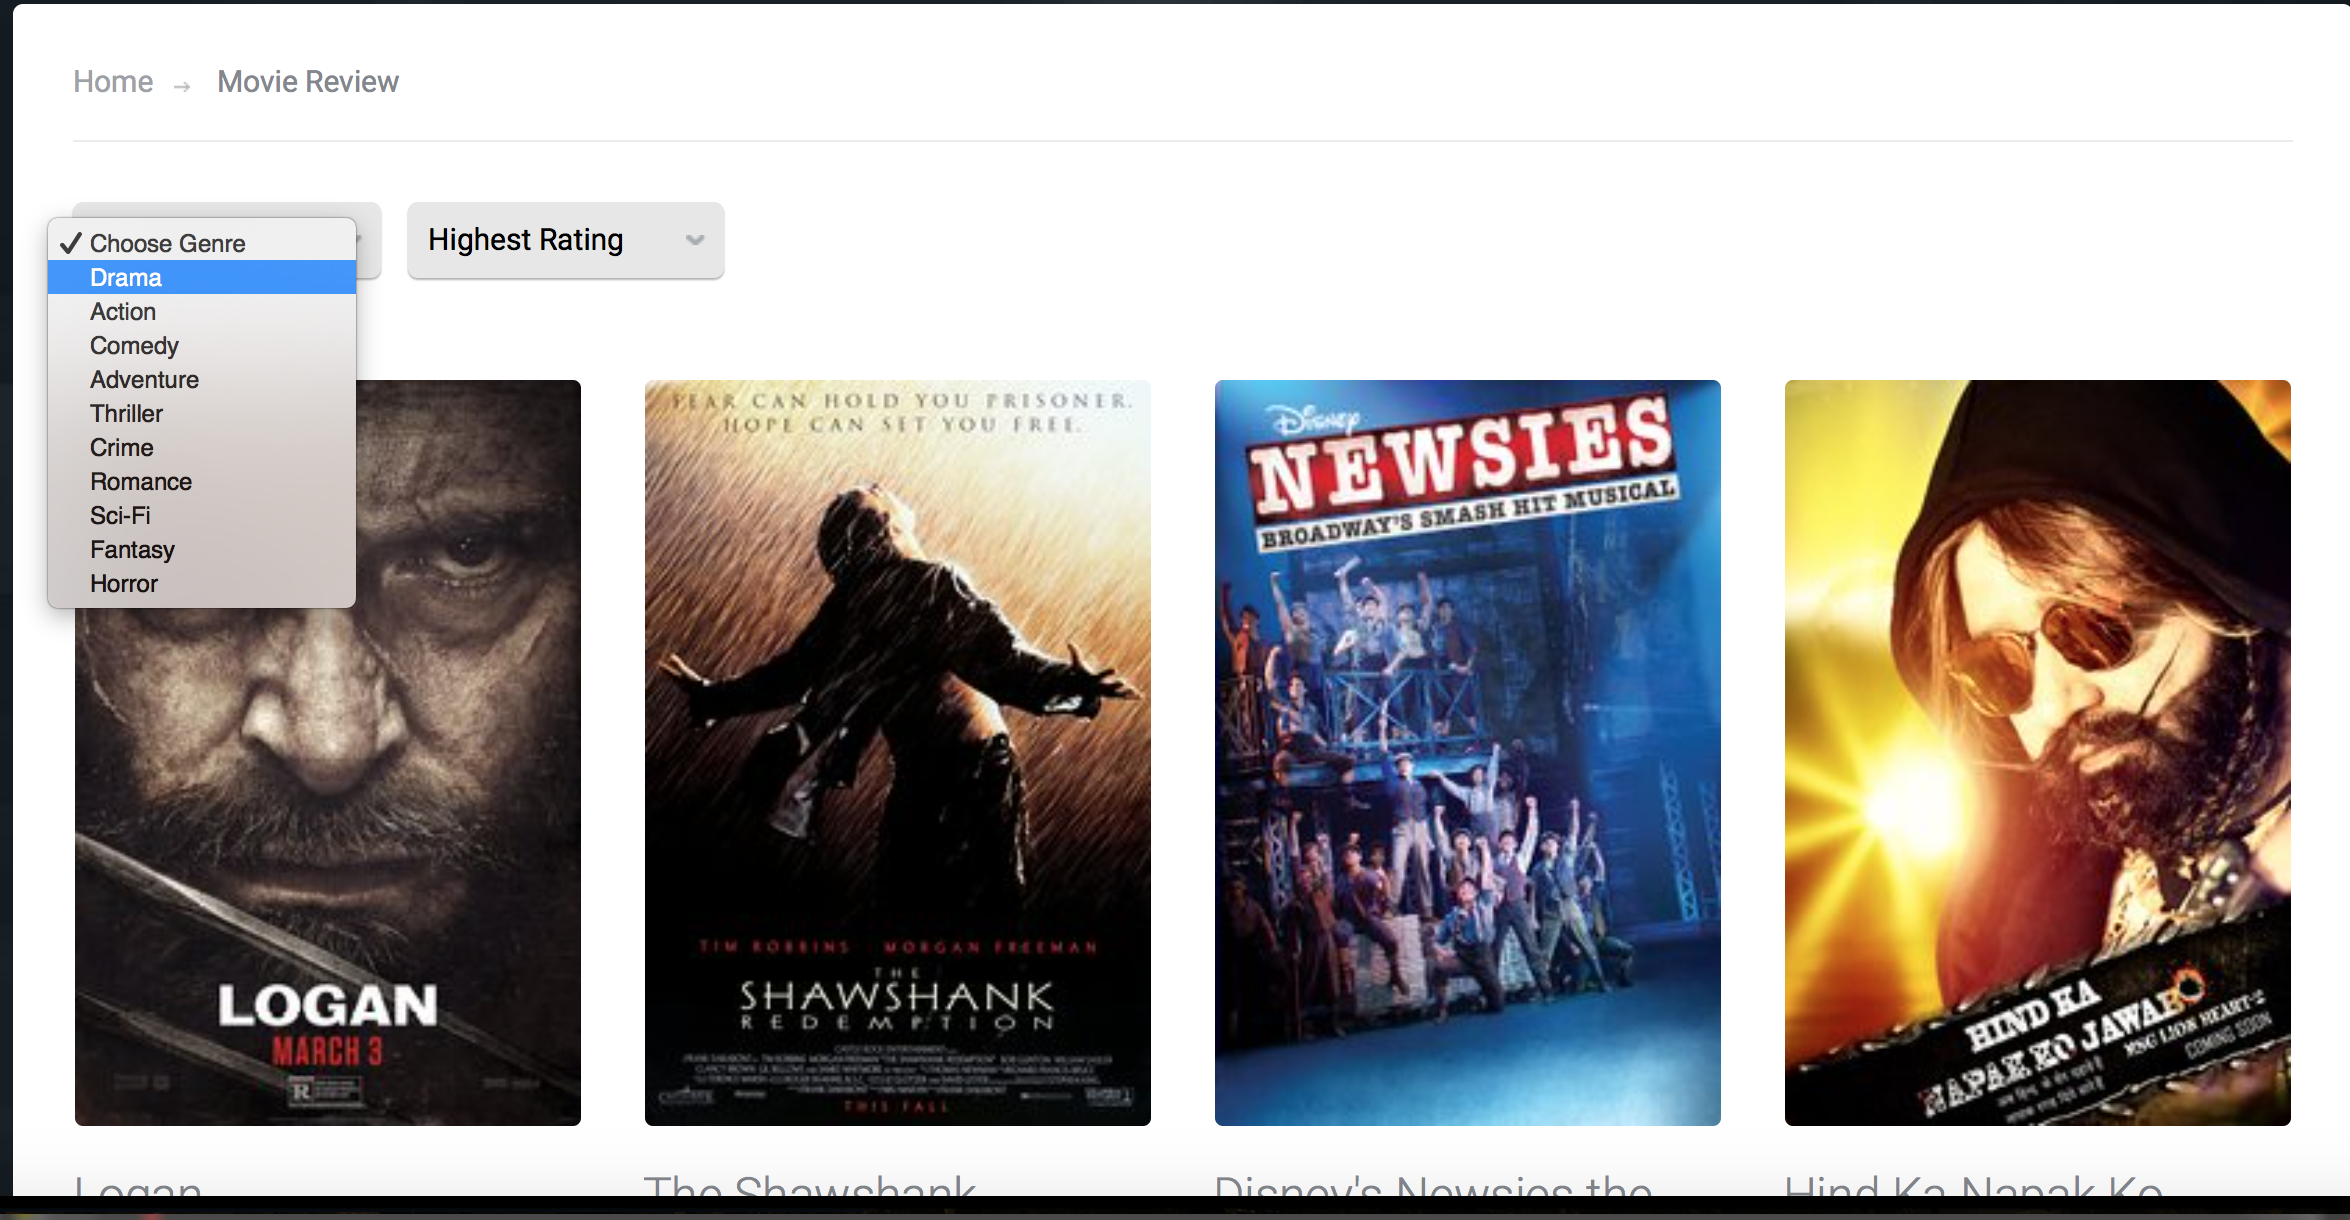 Home → Movie Review
Choose Genre
Drama
Action
Comedy
Adventure
Thriller
Crime
Romance
Sci-Fi
Fantasy
Horror
Highest Rating
LOGAN
MARCH 3
R
FEAR CAN HOLD YOU PRISONER.
HOPE CAN SET YOU FREE.
TIM ROBBINS MORGAN FREEMAN
THE
SHAWSHANK
REDEMPTION
THIS FALL
Disney
NEWSIES
BROADWAY'S SMASH HIT MUSICAL
HIND KA
NAPAK KO JAWAB
MSG LION HEART-2
COMING SOON
Logan
The Shawshank
Disney's Newsies the
Hind Ka Napak Ko